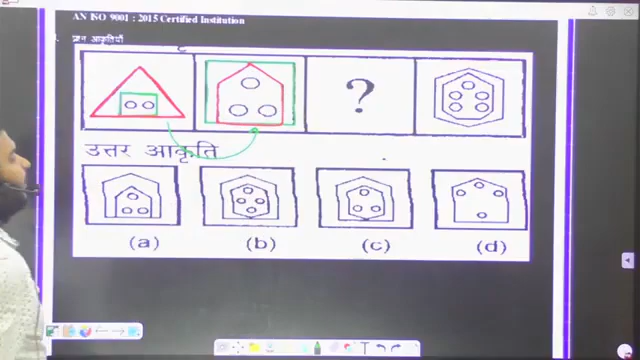 AN ISO 9001 : 2015 Certified Institution
प्रश्न आकृतियाँ
?
उत्तर आकृति
(a) (b) (c) (d)